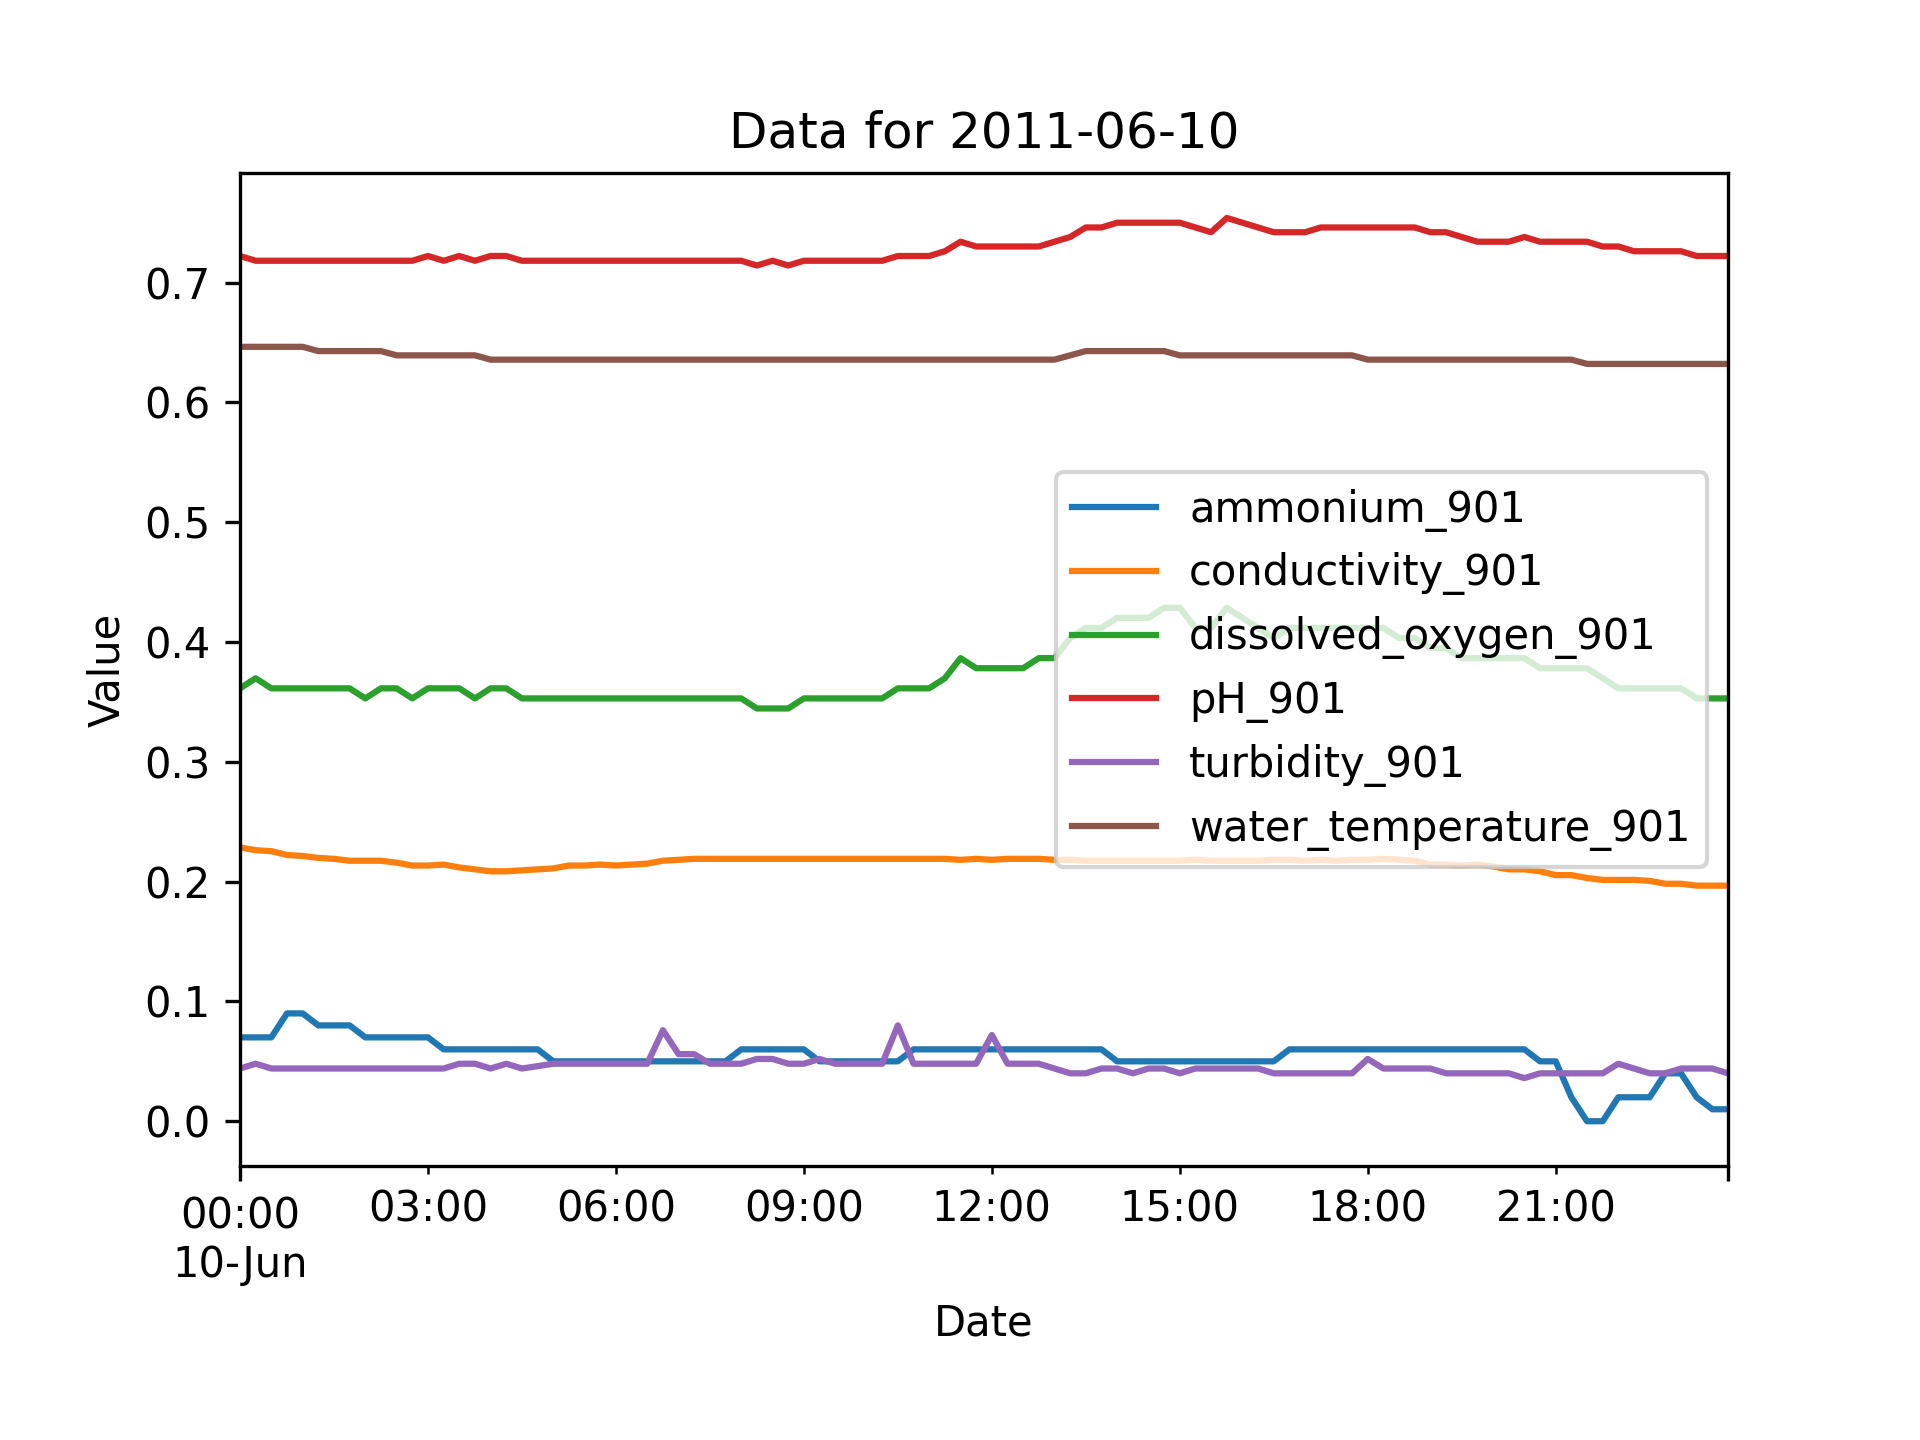 Data for 2011-06-10
Value
0.7
0.6
0.5
0.4
0.3
0.2
0.1
0.0
ammonium_901
conductivity_901
dissolved_oxygen_901
pH_901
turbidity_901
water_temperature_901
00:00 03:00 06:00 09:00 12:00 15:00 18:00 21:00
10-Jun
Date